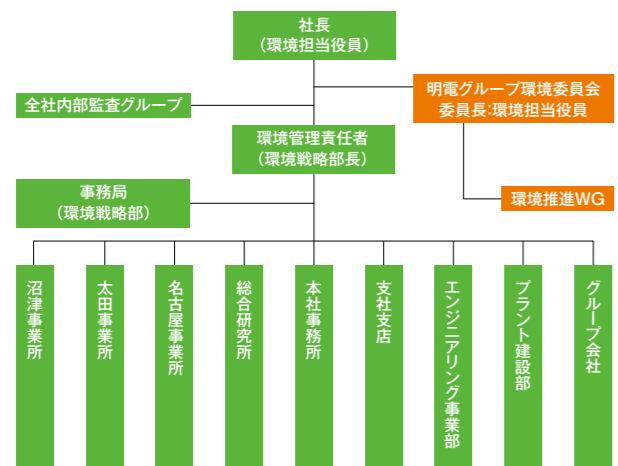 社長
（環境担当役員）
明電グループ環境委員会
委員長：環境担当役員
全社内部監査グループ
環境管理責任者
（環境戦略部長）
事務局
（環境戦略部）
環境推進WG
沼津事業所
太田事業所
名古屋事業所
総合研究所
本社事務所
支社支店
エンジニアリング事業部
プラント建設部
グループ会社